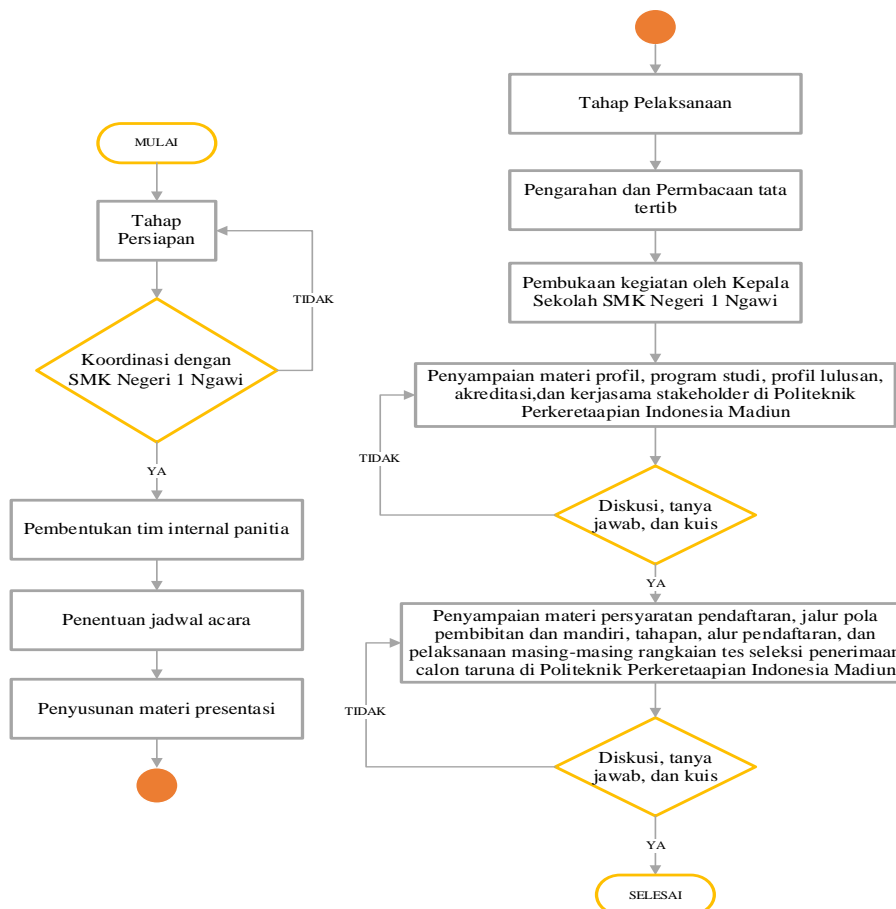 MULAI
Tahap
Persiapan
TIDAK
Koordinasi dengan
SMK Negeri 1 Ngawi
YA
Pembentukan tim internal panitia
Penentuan jadwal acara
Penyusunan materi presentasi
Tahap Pelaksanaan
Pengarahan dan Permbacaan tata
tertib
Pembukaan kegiatan oleh Kepala
Sekolah SMK Negeri 1 Ngawi
Penyampaian materi profil, program studi, profil lulusan,
akreditasi,dan kerjasama stakeholder di Politeknik
Perkeretaapian Indonesia Madiun
TIDAK
Diskusi, tanya
jawab, dan kuis
YA
Penyampaian materi persyaratan pendaftaran, jalur pola
pembibitan dan mandiri, tahapan, alur pendaftaran, dan
pelaksanaan masing-masing rangkaian tes seleksi penerimaan
calon taruna di Politeknik Perkeretaapian Indonesia Madiun
TIDAK
Diskusi, tanya
jawab, dan kuis
YA
SELESAI